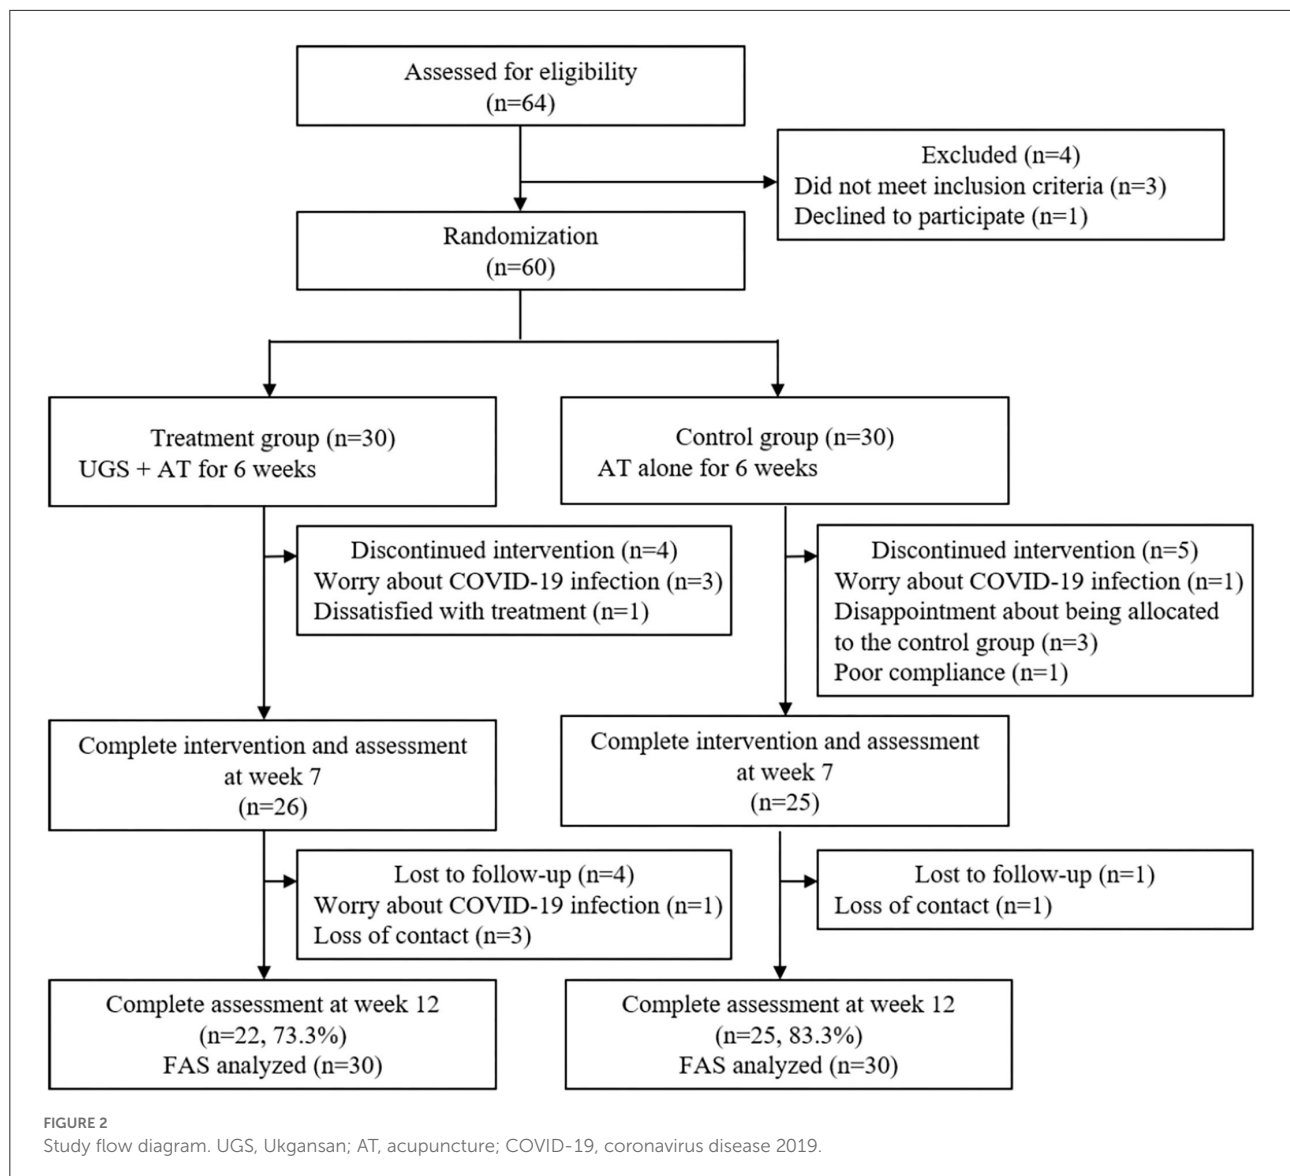 Assessed for eligibility
(n=64)
Excluded (n=4)
Did not meet inclusion criteria (n=3)
Declined to participate (n=1)
Randomization
(n=60)
Treatment group (n=30)
UGS + AT for 6 weeks
Control group (n=30)
AT alone for 6 weeks
Discontinued intervention (n=4)
Worry about COVID-19 infection (n=3)
Dissatisfied with treatment (n=1)
Discontinued intervention (n=5)
Worry about COVID-19 infection (n=1)
Disappointment about being allocated
to the control group (n=3)
Poor compliance (n=1)
Complete intervention and assessment
at week 7
(n=26)
Complete intervention and assessment
at week 7
(n=25)
Lost to follow-up (n=4)
Worry about COVID-19 infection (n=1)
Loss of contact (n=3)
Lost to follow-up (n=1)
Loss of contact (n=1)
Complete assessment at week 12
(n=22, 73.3%)
FAS analyzed (n=30)
Complete assessment at week 12
(n=25, 83.3%)
FAS analyzed (n=30)
FIGURE 2
Study flow diagram. UGS, Ukgansan; AT, acupuncture; COVID-19, coronavirus disease 2019.